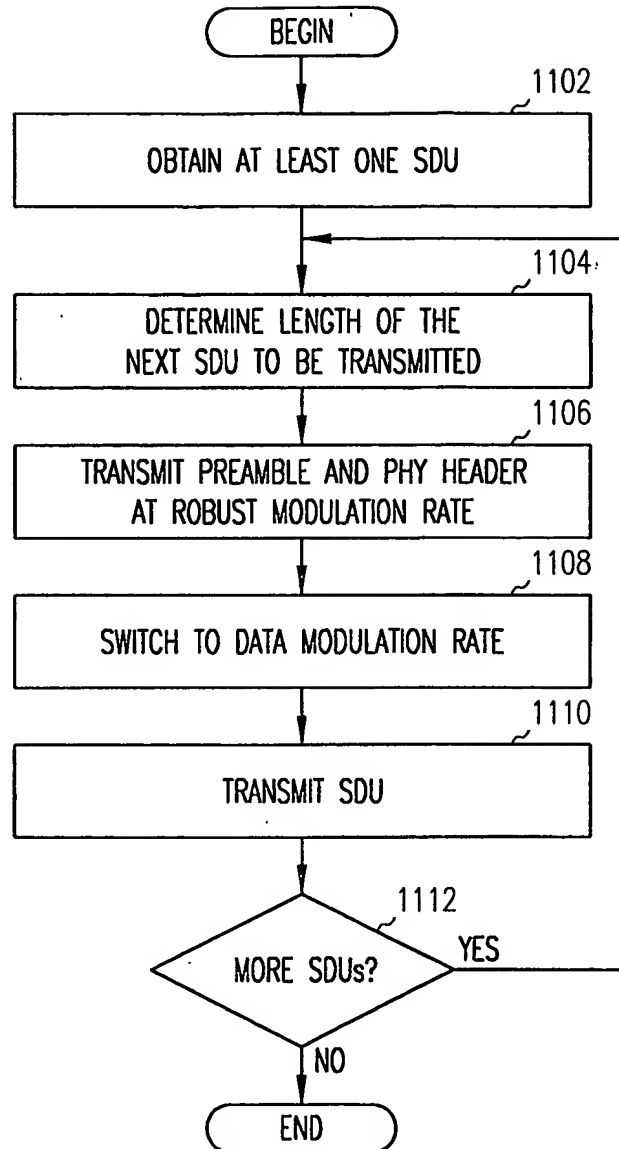 BEGIN
1102
OBTAIN AT LEAST ONE SDU
1104
DETERMINE LENGTH OF THE
NEXT SDU TO BE TRANSMITTED
1106
TRANSMIT PREAMBLE AND PHY HEADER
AT ROBUST MODULATION RATE
1108
SWITCH TO DATA MODULATION RATE
1110
TRANSMIT SDU
1112
MORE SDUs?
YES
NO
END